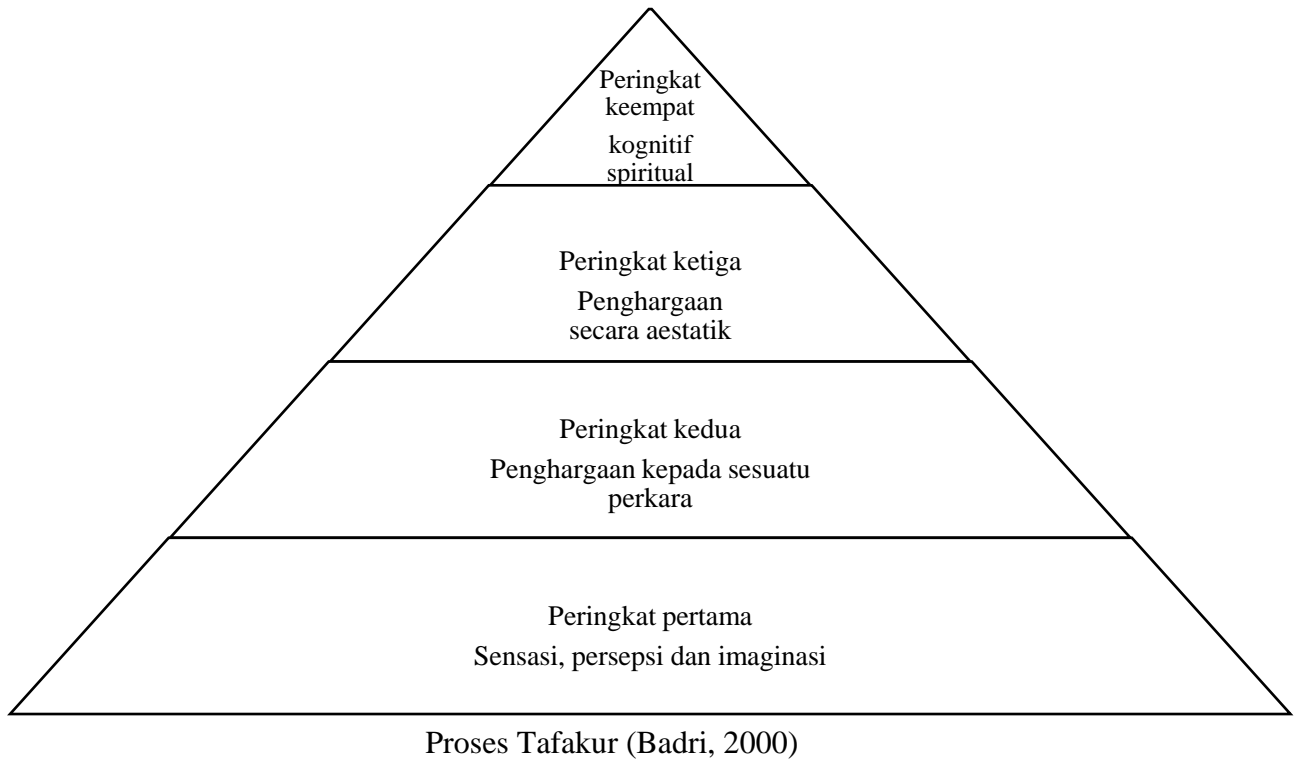 Peringkat
keempat
kognitif
spiritual
Peringkat ketiga
Penghargaan
secara aestatik
Peringkat kedua
Penghargaan kepada sesuatu
perkara
Peringkat pertama
Sensasi, persepsi dan imaginasi
Proses Tafakur (Badri, 2000)